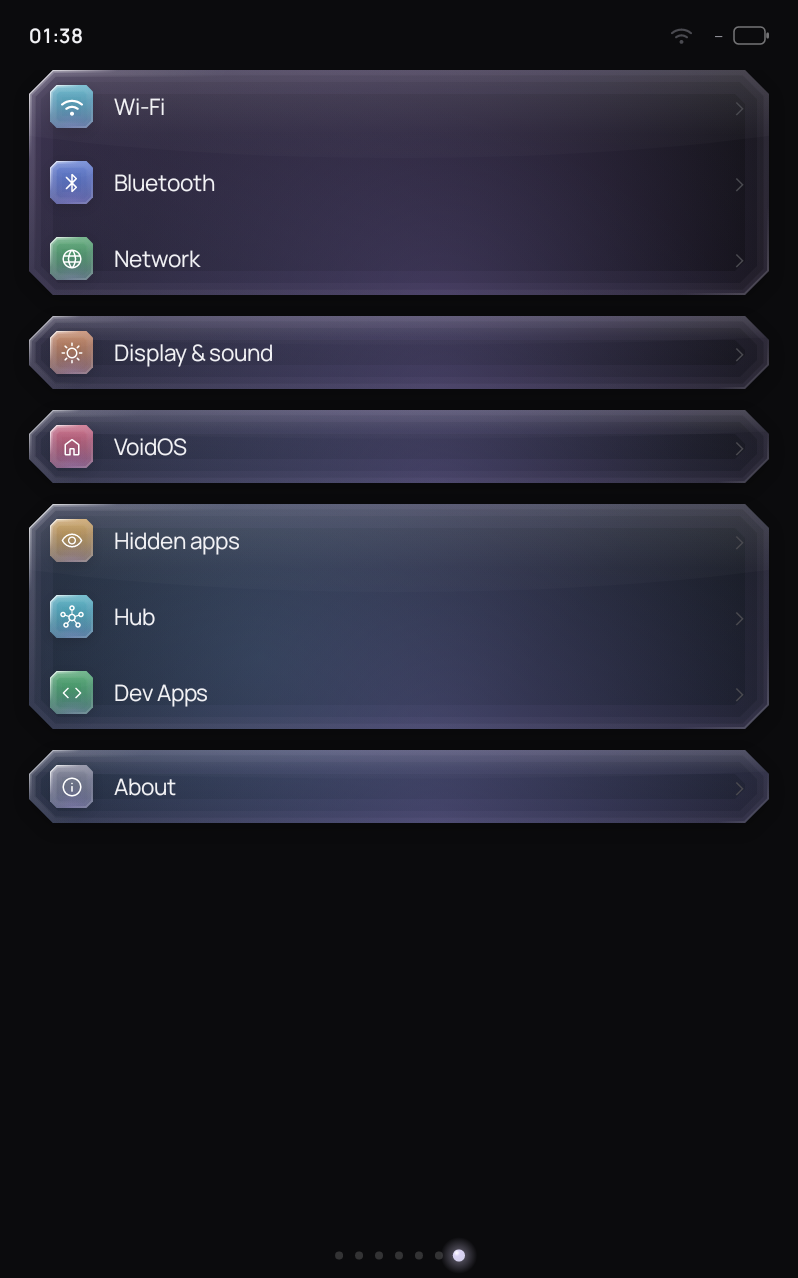 01:38
–
Wi-Fi
Bluetooth
Network
Display & sound
VoidOS
Hidden apps
Hub
Dev Apps
About